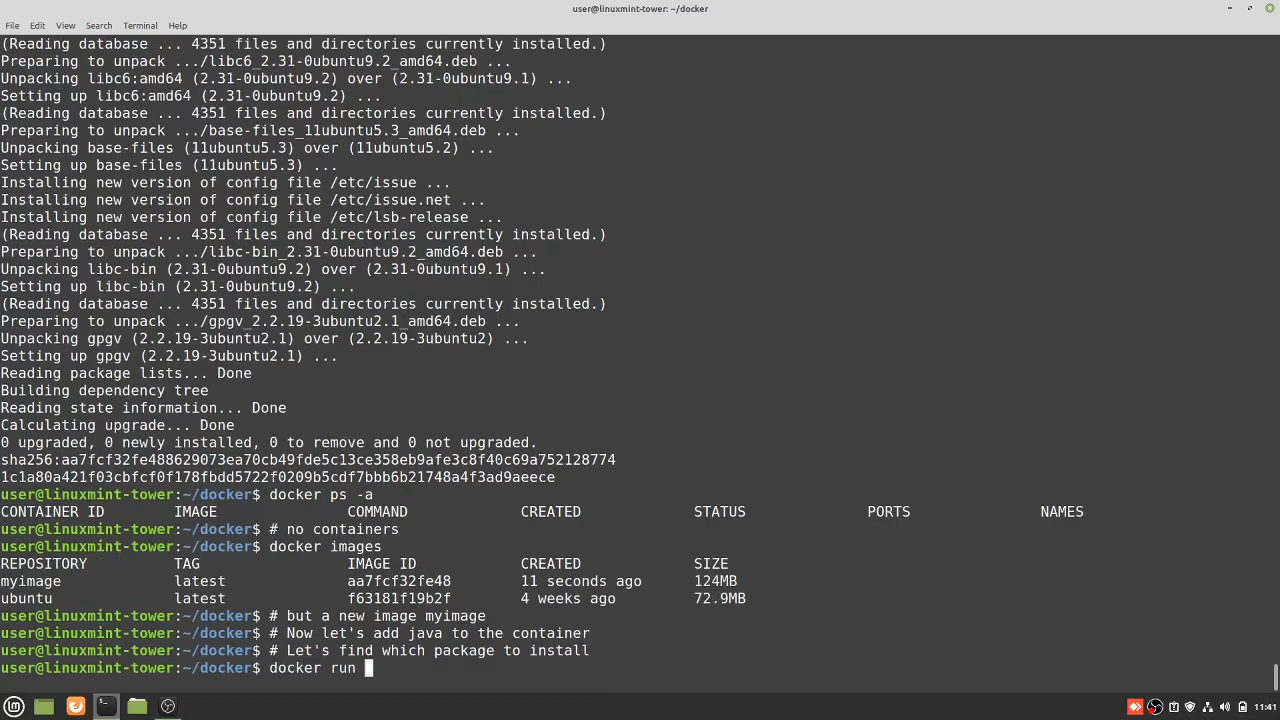 user@linuxmint-tower: ~/docker
File Edit View Search Terminal Help
(Reading database ... 4351 files and directories currently installed.)
Preparing to unpack .../libc6_2.31-0ubuntu9.2_amd64.deb ...
Unpacking libc6:amd64 (2.31-0ubuntu9.2) over (2.31-0ubuntu9.1) ...
Setting up libc6:amd64 (2.31-0ubuntu9.2) ...
(Reading database ... 4351 files and directories currently installed.)
Preparing to unpack .../base-files_11ubuntu5.3_amd64.deb ...
Unpacking base-files (11ubuntu5.3) over (11ubuntu5.2) ...
Setting up base-files (11ubuntu5.3) ...
Installing new version of config file /etc/issue ...
Installing new version of config file /etc/issue.net ...
Installing new version of config file /etc/lsb-release ...
(Reading database ... 4351 files and directories currently installed.)
Preparing to unpack .../libc-bin_2.31-0ubuntu9.2_amd64.deb ...
Unpacking libc-bin (2.31-0ubuntu9.2) over (2.31-0ubuntu9.1) ...
Setting up libc-bin (2.31-0ubuntu9.2) ...
(Reading database ... 4351 files and directories currently installed.)
Preparing to unpack .../gpgv_2.2.19-3ubuntu2.1_amd64.deb ...
Unpacking gpgv (2.2.19-3ubuntu2.1) over (2.2.19-3ubuntu2) ...
Setting up gpgv (2.2.19-3ubuntu2.1) ...
Reading package lists... Done
Building dependency tree
Reading state information... Done
Calculating upgrade... Done
0 upgraded, 0 newly installed, 0 to remove and 0 not upgraded.
sha256:aa7fcf32fe488629073ea70cb49fde5c13ce358eb9afe3c8f40c69a752128774
1c1a80a421f03cbfcf0f178fbdd5722f0209b5cdf7bbb6b21748a4f3ad9aeece
user@linuxmint-tower:~/docker$ docker ps -a
CONTAINER ID IMAGE COMMAND CREATED STATUS PORTS NAMES
user@linuxmint-tower:~/docker$ # no containers
user@linuxmint-tower:~/docker$ docker images
REPOSITORY TAG IMAGE ID CREATED SIZE
myimage latest aa7fcf32fe48 11 seconds ago 124MB
ubuntu latest f63181f19b2f 4 weeks ago 72.9MB
user@linuxmint-tower:~/docker$ # but a new image myimage
user@linuxmint-tower:~/docker$ # Now let's add java to the container
user@linuxmint-tower:~/docker$ # Let's find which package to install
user@linuxmint-tower:~/docker$ docker run
11:41